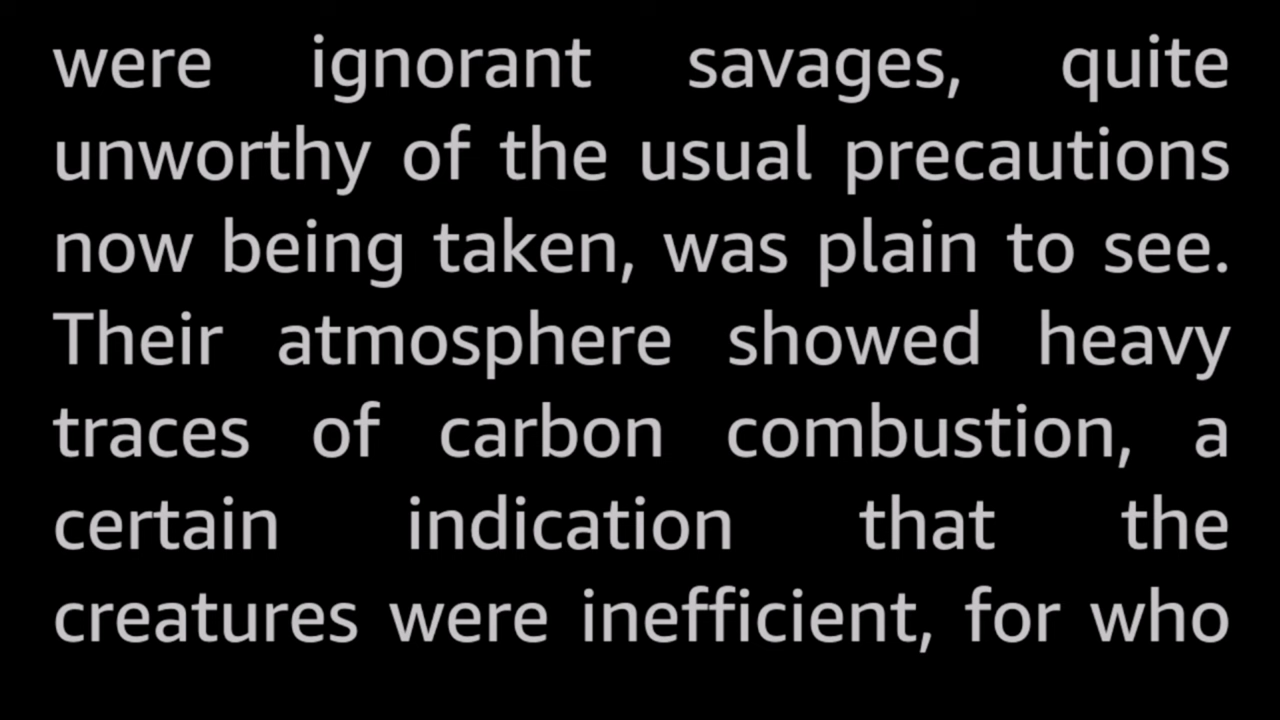 were ignorant savages, quite
unworthy of the usual precautions
now being taken, was plain to see.
Their atmosphere showed heavy
traces of carbon combustion, a
certain indication that the
creatures were inefficient, for who